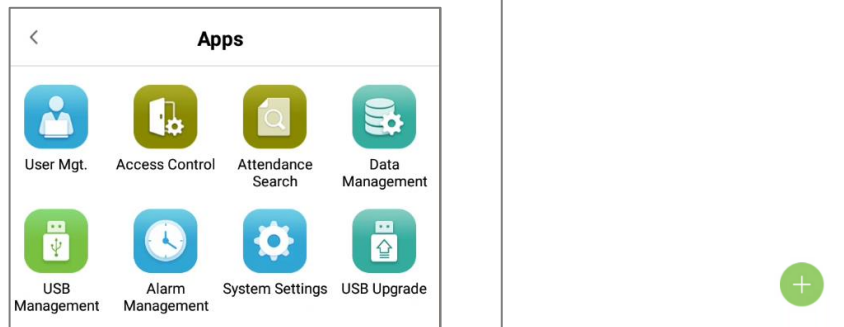 Apps
User Mgt.
Access Control
Attendance
Search
Data
Management
USB
Management
Alarm
Management
System Settings
USB Upgrade